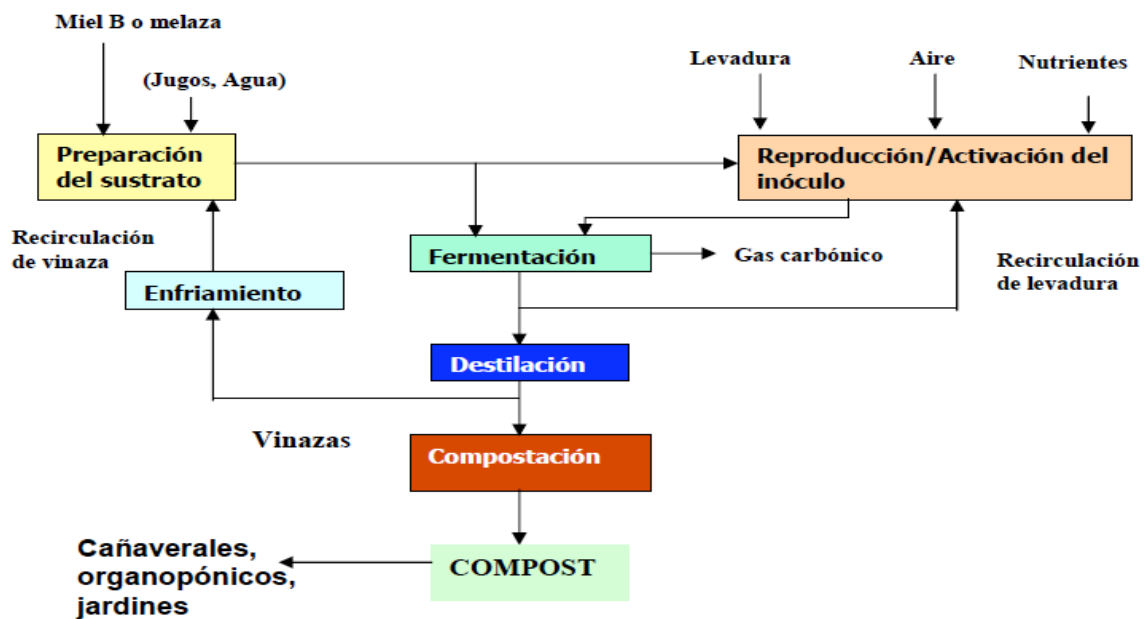 Miel B o melaza
(Jugos, Agua)
Levadura
Aire
Nutrientes
Preparación
del sustrato
Reproducción/Activación del
inóculo
Recirculación
de vinaza
Fermentación
Gas carbónico
Recirculación
de levadura
Enfriamiento
Destilación
Vinazas
Compostación
Cañaverales,
organopónicos,
jardines
COMPOST